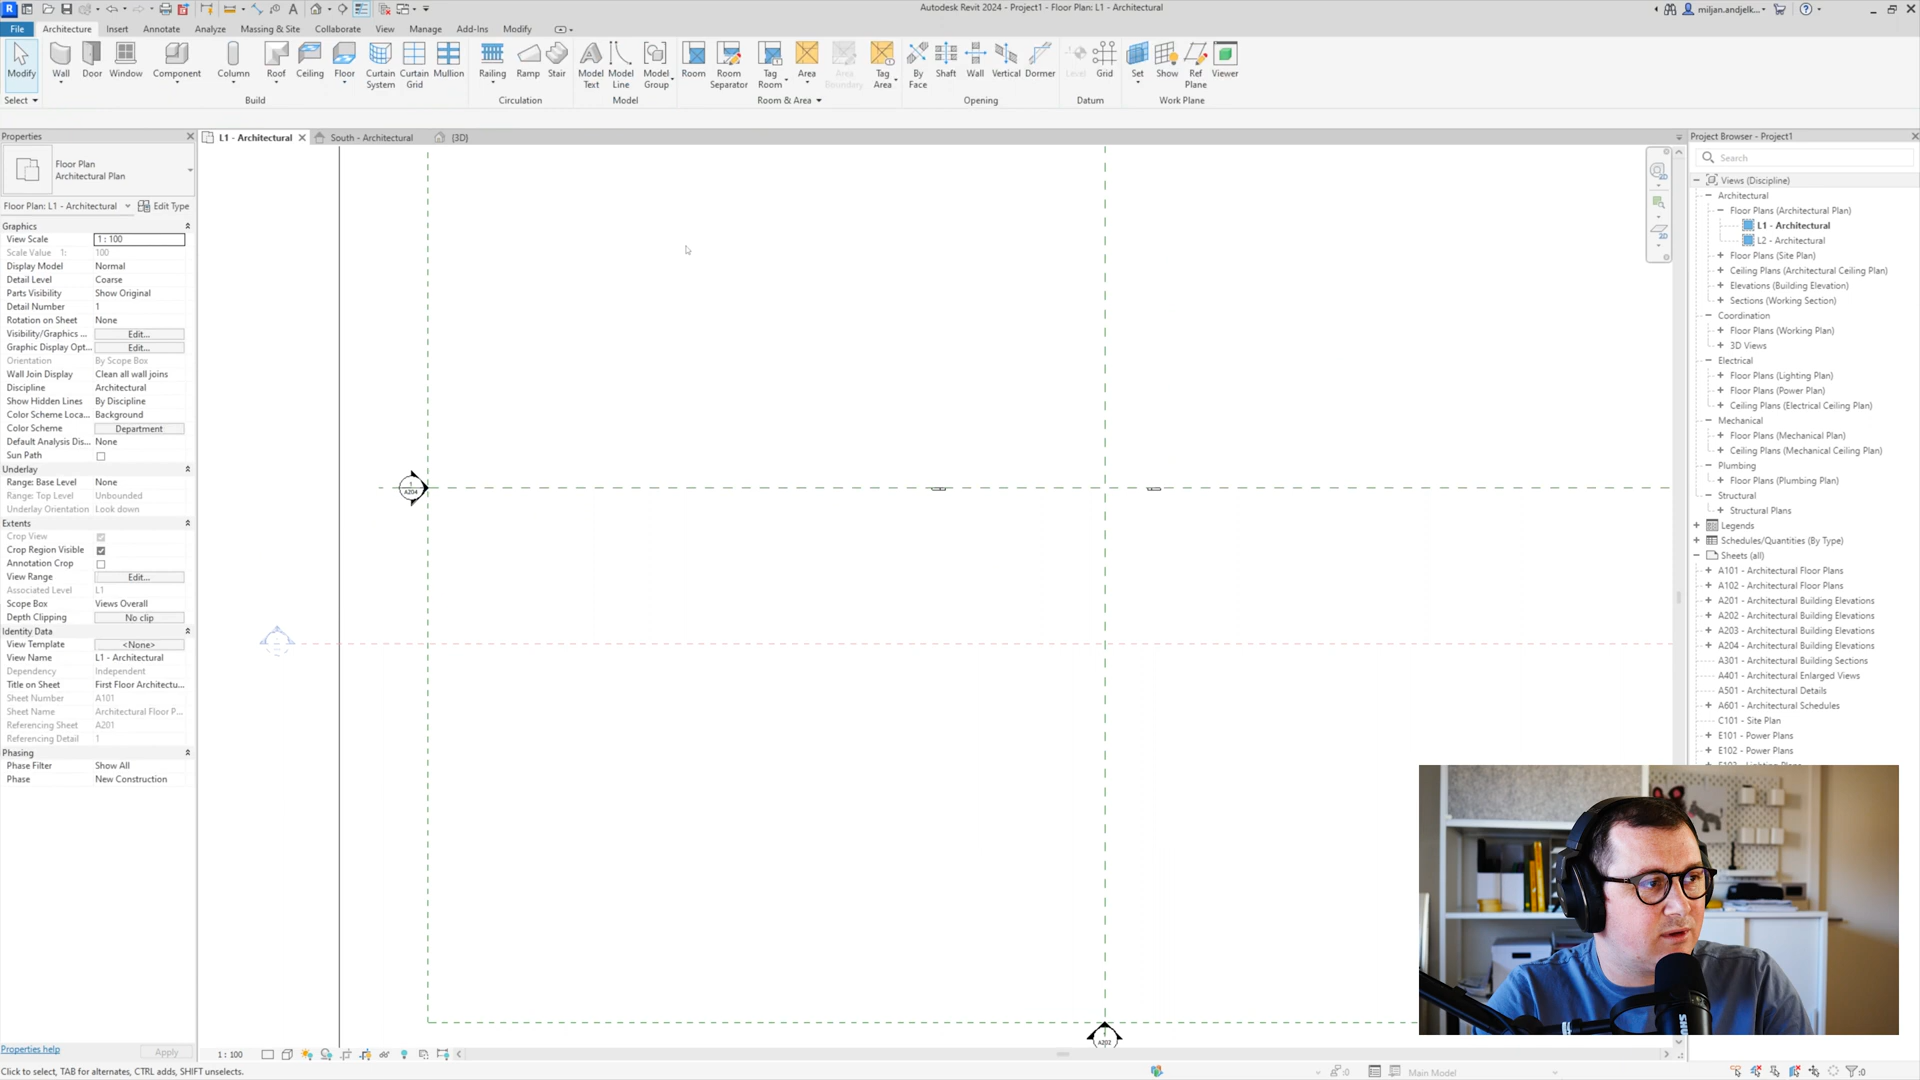 Autodesk Revit 2024 - Project1 - Floor Plan: L1 - Architectural
miljan.andjelk...
File Architecture Insert Annotate Analyze Massing & Site Collaborate View Manage Add-Ins Modify
Modify Wall Door Window Component Column Roof Ceiling Floor Curtain System Curtain Grid Mullion Railing Ramp Stair Model Text Model Line Model Group Room Room Separator Tag Room Area Area Boundary Tag Area By Face Shaft Wall Vertical Dormer Level Grid Set Show Ref Plane Viewer
Select Build Circulation Model Room & Area Opening Datum Work Plane
Properties
Floor Plan
Architectural Plan
Floor Plan: L1 - Architectural Edit Type
Graphics
View Scale 1 : 100
Scale Value 1: 100
Display Model Normal
Detail Level Coarse
Parts Visibility Show Original
Detail Number 1
Rotation on Sheet None
Visibility/Graphics ... Edit...
Graphic Display Opt... Edit...
Orientation By Scope Box
Wall Join Display Clean all wall joins
Discipline Architectural
Show Hidden Lines By Discipline
Color Scheme Loca... Background
Color Scheme Department
Default Analysis Dis... None
Sun Path
Underlay
Range: Base Level None
Range: Top Level Unbounded
Underlay Orientation Look down
Extents
Crop View
Crop Region Visible
Annotation Crop
View Range Edit...
Associated Level L1
Scope Box Views Overall
Depth Clipping No clip
Identity Data
View Template <None>
View Name L1 - Architectural
Dependency Independent
Title on Sheet First Floor Architectu...
Sheet Number A101
Sheet Name Architectural Floor P...
Referencing Sheet A201
Referencing Detail 1
Phasing
Phase Filter Show All
Phase New Construction
Properties help Apply
L1 - Architectural South - Architectural {3D}
1
A204
A202
1 : 100
Project Browser - Project1
Search
Views (Discipline)
Architectural
Floor Plans (Architectural Plan)
L1 - Architectural
L2 - Architectural
Floor Plans (Site Plan)
Ceiling Plans (Architectural Ceiling Plan)
Elevations (Building Elevation)
Sections (Working Section)
Coordination
Floor Plans (Working Plan)
3D Views
Electrical
Floor Plans (Lighting Plan)
Floor Plans (Power Plan)
Ceiling Plans (Electrical Ceiling Plan)
Mechanical
Floor Plans (Mechanical Plan)
Ceiling Plans (Mechanical Ceiling Plan)
Plumbing
Floor Plans (Plumbing Plan)
Structural
Structural Plans
Legends
Schedules/Quantities (By Type)
Sheets (all)
A101 - Architectural Floor Plans
A102 - Architectural Floor Plans
A201 - Architectural Building Elevations
A202 - Architectural Building Elevations
A203 - Architectural Building Elevations
A204 - Architectural Building Elevations
A301 - Architectural Building Sections
A401 - Architectural Enlarged Views
A501 - Architectural Details
A601 - Architectural Schedules
C101 - Site Plan
E101 - Power Plans
E102 - Power Plans
Click to select, TAB for alternates, CTRL adds, SHIFT unselects.
:0 Main Model :0